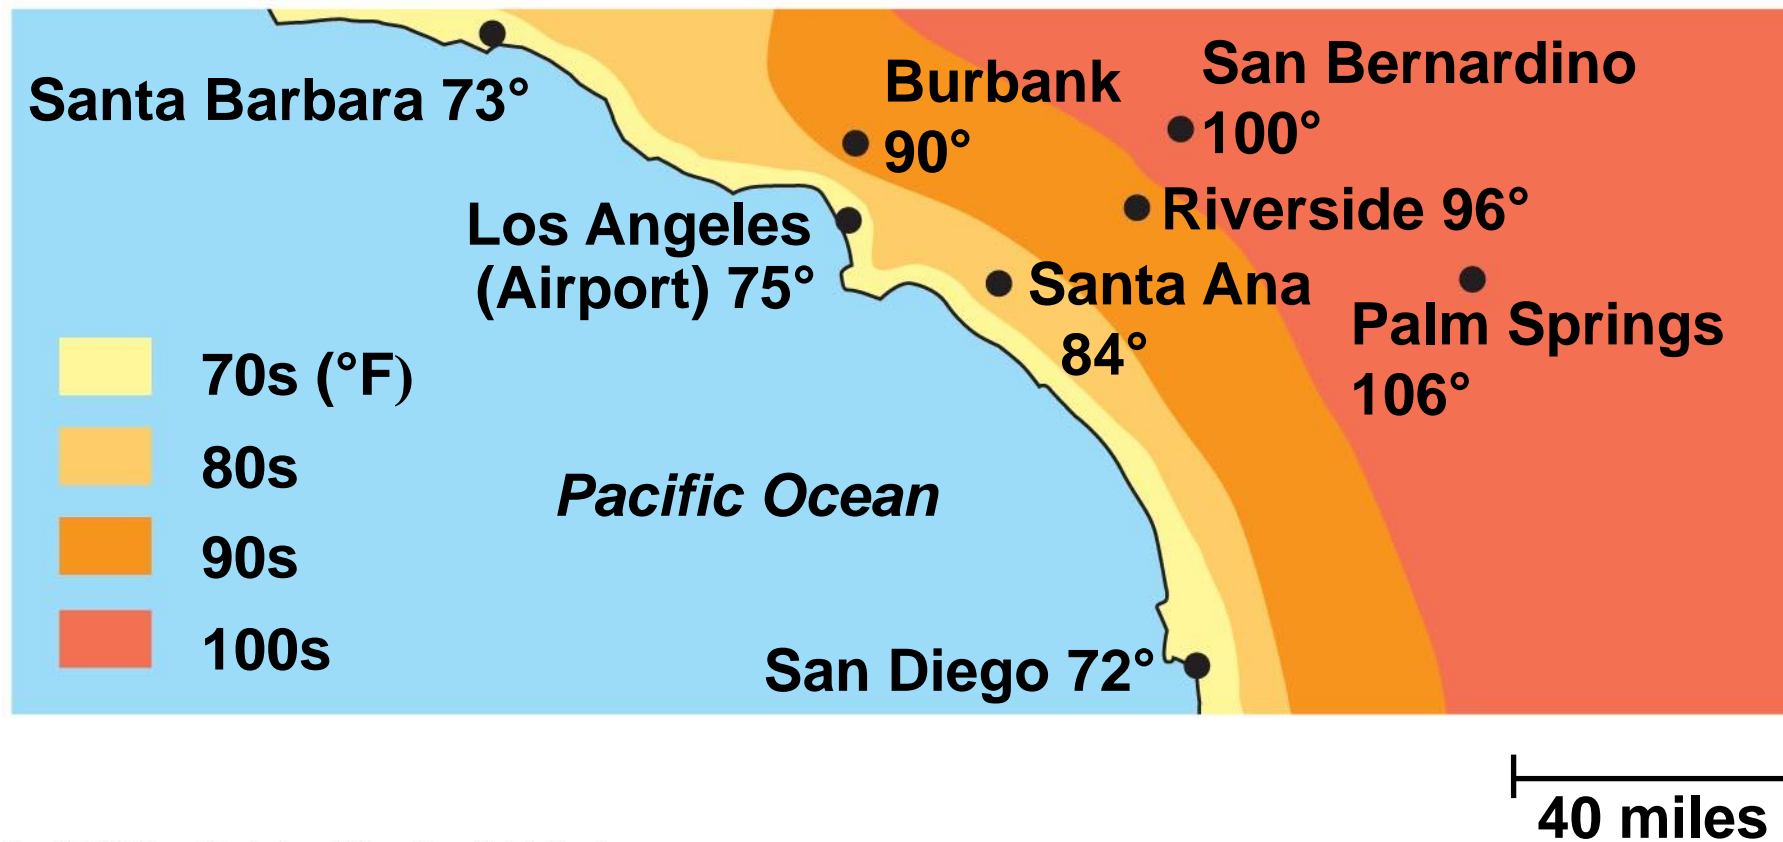 Santa Barbara 73°
Burbank
90°
San Bernardino
100°
Los Angeles
(Airport) 75°
Riverside 96°
Santa Ana
84°
Palm Springs
106°
70s (°F)
80s
90s
100s
Pacific Ocean
San Diego 72°
40 miles